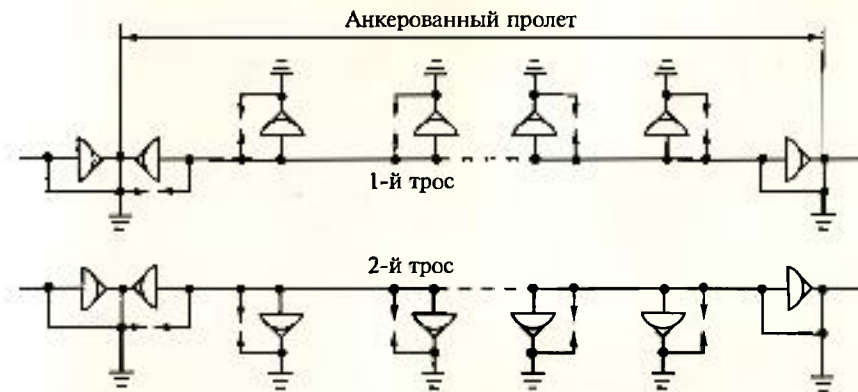 Анкерованный пролет
1-й трос
2-й трос